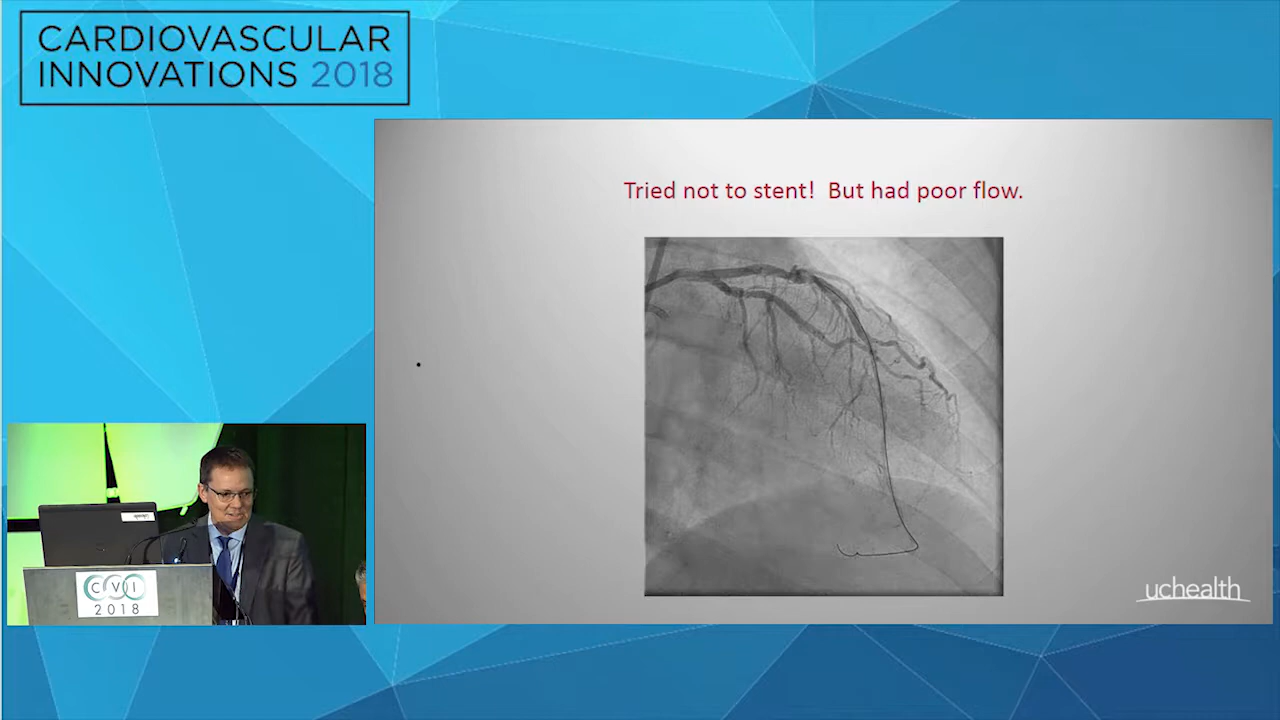 CARDIOVASCULAR
INNOVATIONS 2018
Tried not to stent!  But had poor flow.
uchealth
CVI
2018